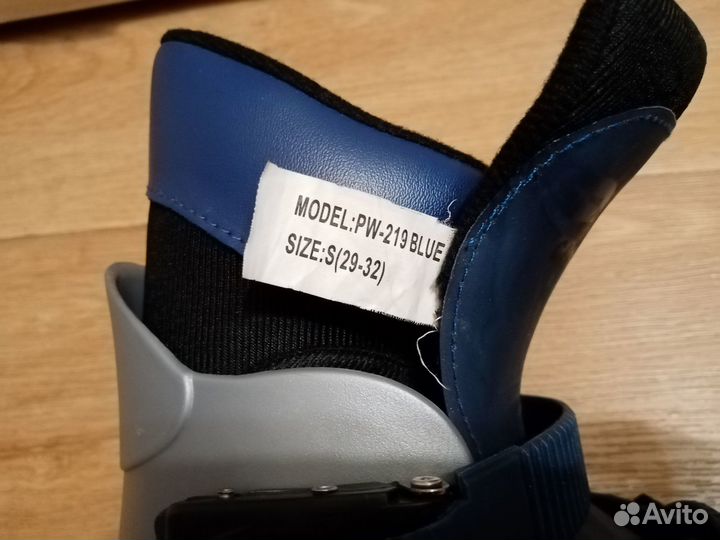 MODEL:PW-219 BLUE
SIZE:S(29-32)
Avito